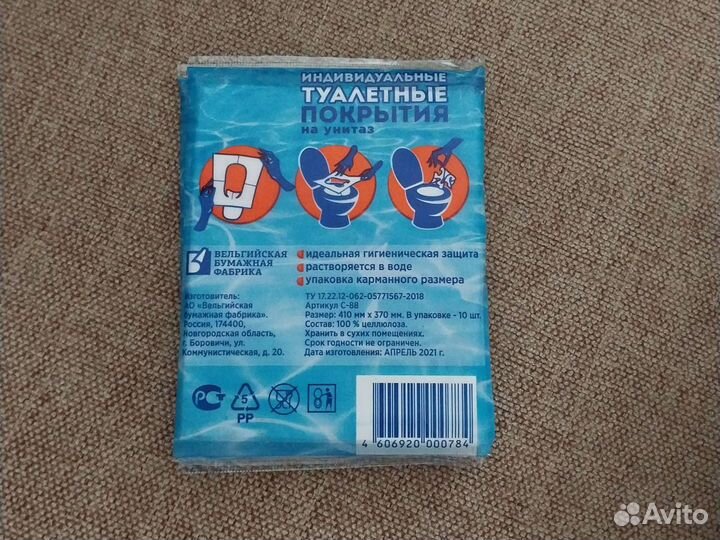 ИНДИВИДУАЛЬНЫЕ
ТУАЛЕТНЫЕ
ПОКРЫТИЯ
на унитаз
ВЕЛЬГИЙСКАЯ
БУМАЖНАЯ
ФАБРИКА
идеальная гигиеническая защита
растворяется в воде
упаковка карманного размера
Изготовитель:
АО «Вельгийская
бумажная фабрика».
Россия, 174400,
Новгородская область,
г. Боровичи, ул.
Коммунистическая, д. 20.
ТУ 17.22.12-062-05771567-2018
Артикул С-88
Размер: 410 мм х 370 мм. В упаковке - 10 шт.
Состав: 100 % целлюлоза.
Хранить в сухих помещениях.
Срок годности не ограничен.
Дата изготовления: АПРЕЛЬ 2021 г.
РСТ
5
PP
4 606920 000784
Avito